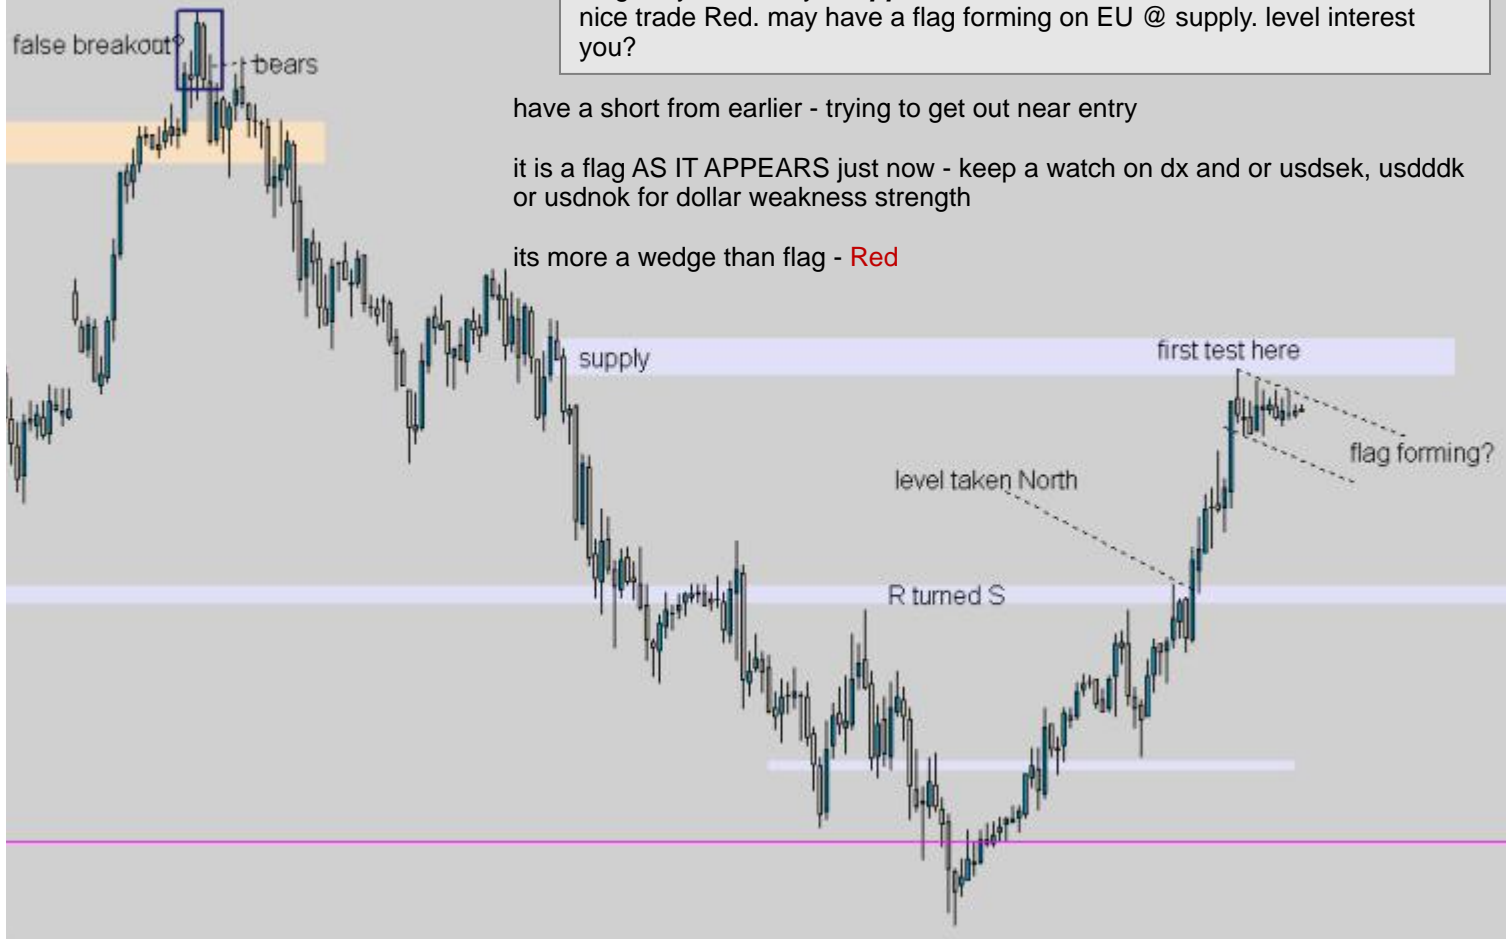 nice trade Red. may have a flag forming on EU @ supply. level interest
you?
false breakout
bears
have a short from earlier - trying to get out near entry
it is a flag AS IT APPEARS just now - keep a watch on dx and or usdsek, usdddk
or usdnok for dollar weakness strength
its more a wedge than flag - Red
supply
first test here
flag forming?
level taken North
R turned S